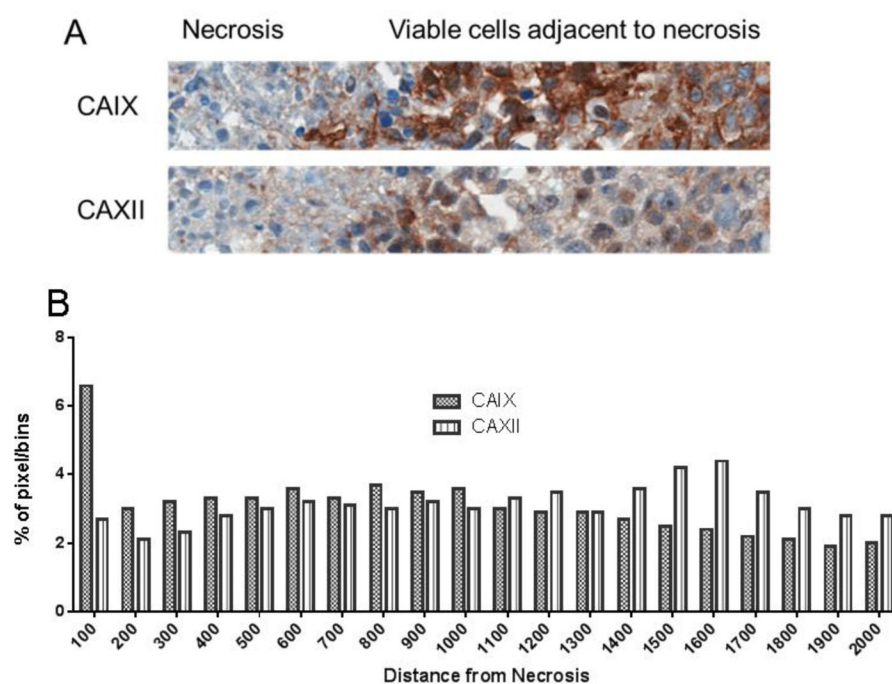 A
Necrosis Viable cells adjacent to necrosis
CAIX
CAXII
B
8
6
4
2
0
% of pixel/bins
CAIX
CAXII
100 200 300 400 500 600 700 800 900 1000 1100 1200 1300 1400 1500 1600 1700 1800 1900 2000
Distance from Necrosis